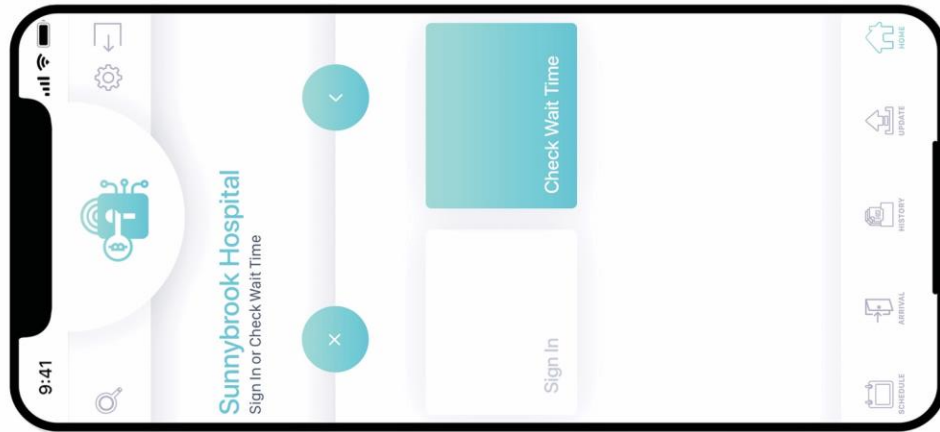 9:41
Sunnybrook Hospital
Sign In or Check Wait Time
Sign In
Check Wait Time
SCHEDULE
ARRIVAL
HISTORY
UPDATE
HOME